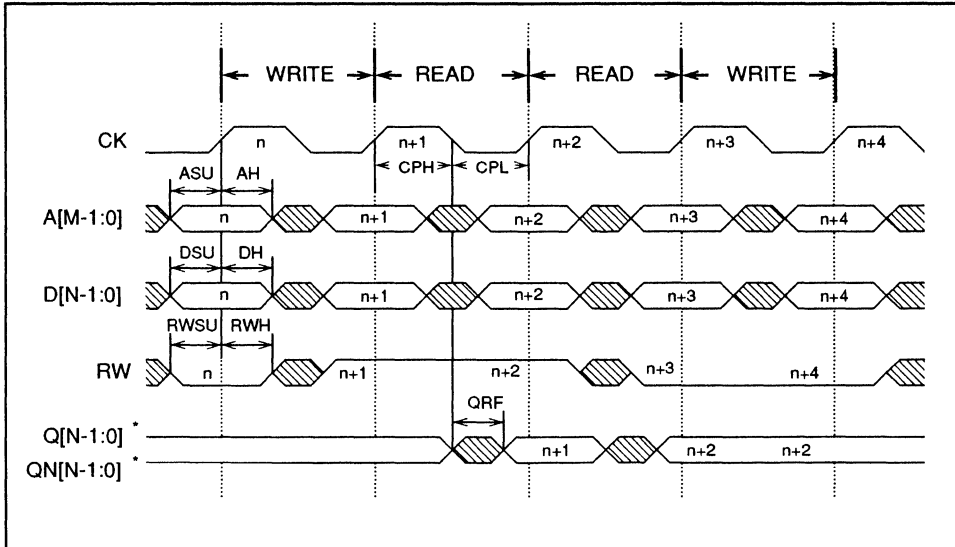 WRITE READ READ WRITE
CK n n+1 n+2 n+3 n+4
CPH CPL
ASU AH
A[M-1:0] n n+1 n+2 n+3 n+4
DSU DH
D[N-1:0] n n+1 n+2 n+3 n+4
RWSU RWH
RW n n+1 n+2 n+3 n+4
QRF
Q[N-1:0] *
n+1 n+2 n+2
QN[N-1:0] *